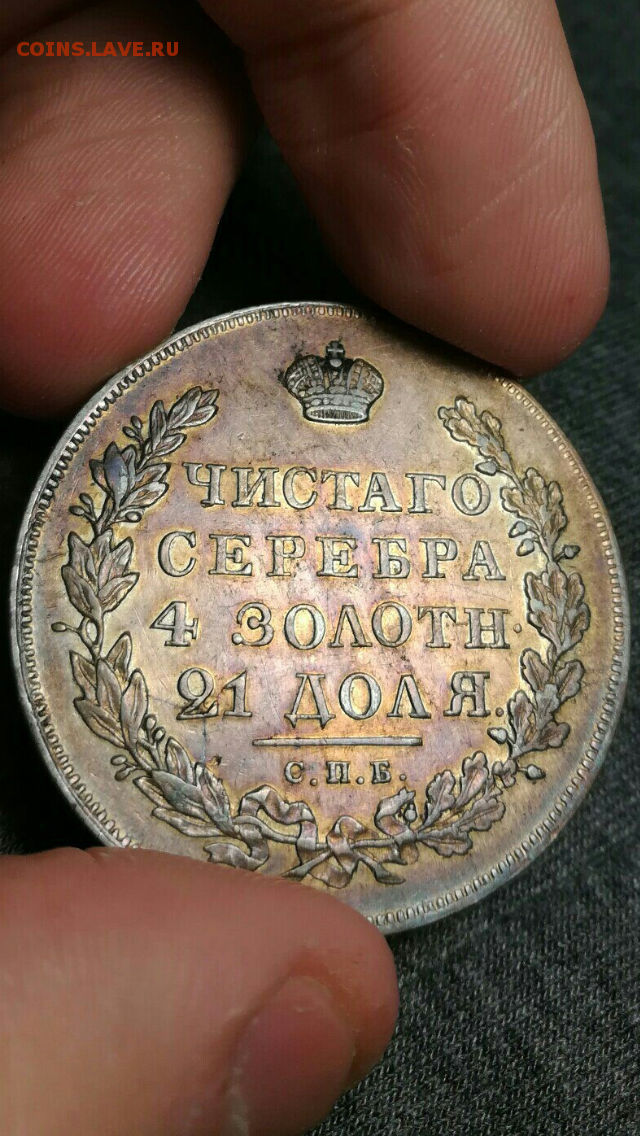 COINS.LAVE.RU
ЧИСТАГО
СЕРЕБРА
4 ЗОЛОТН.
21 ДОЛЯ.
С.П.Б.